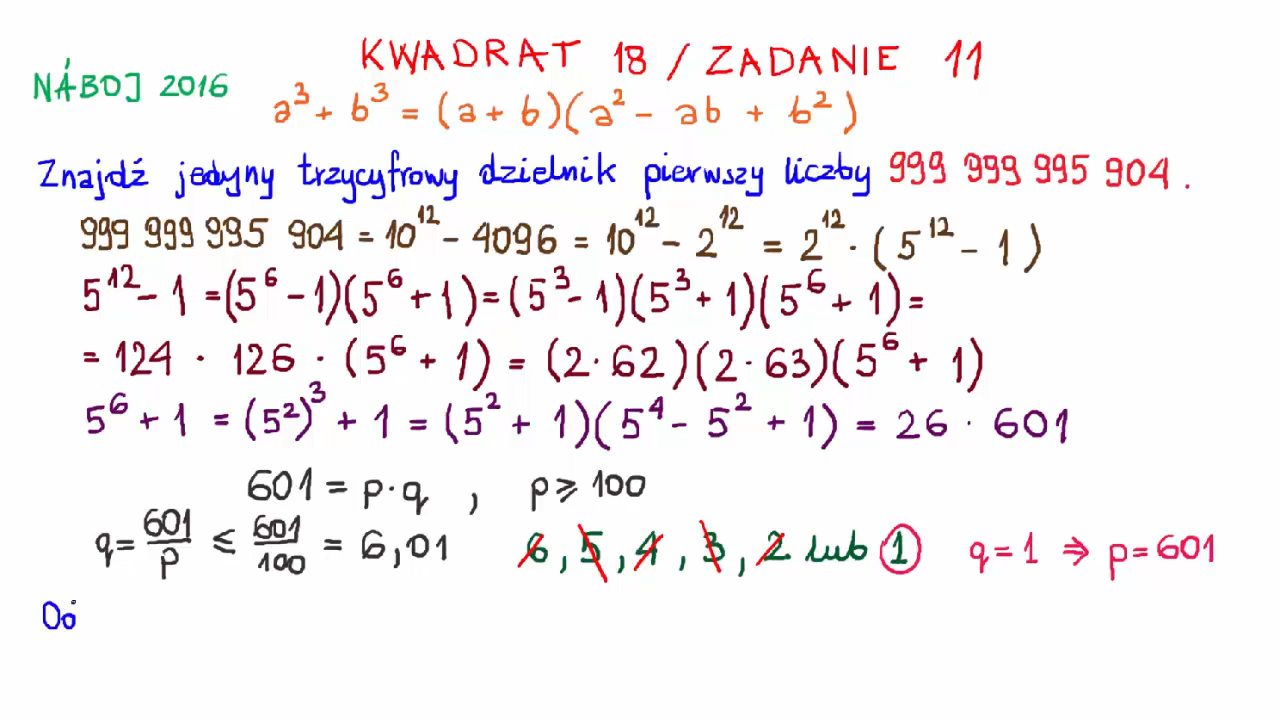 KWADRAT 18 / ZADANIE 11
NÁBOJ 2016
a³ + b³ = (a + b)(a² - ab + b²)
Znajdź jedyny trzycyfrowy dzielnik pierwszy liczby 999 999 995 904.
999 999 995 904 = 10¹² - 4096 = 10¹² - 2¹² = 2¹² · (5¹² - 1)
5¹² - 1 = (5⁶ - 1)(5⁶ + 1) = (5³ - 1)(5³ + 1)(5⁶ + 1) =
= 124 · 126 · (5⁶ + 1) = (2 · 62)(2 · 63)(5⁶ + 1)
5⁶ + 1 = (5²)³ + 1 = (5² + 1)(5⁴ - 5² + 1) = 26 · 601
601 = p · q , p ⩾ 100
q = 601/p ≤ 601/100 = 6,01 6, 5, 4, 3, 2 lub 1 q = 1 ⇒ p = 601